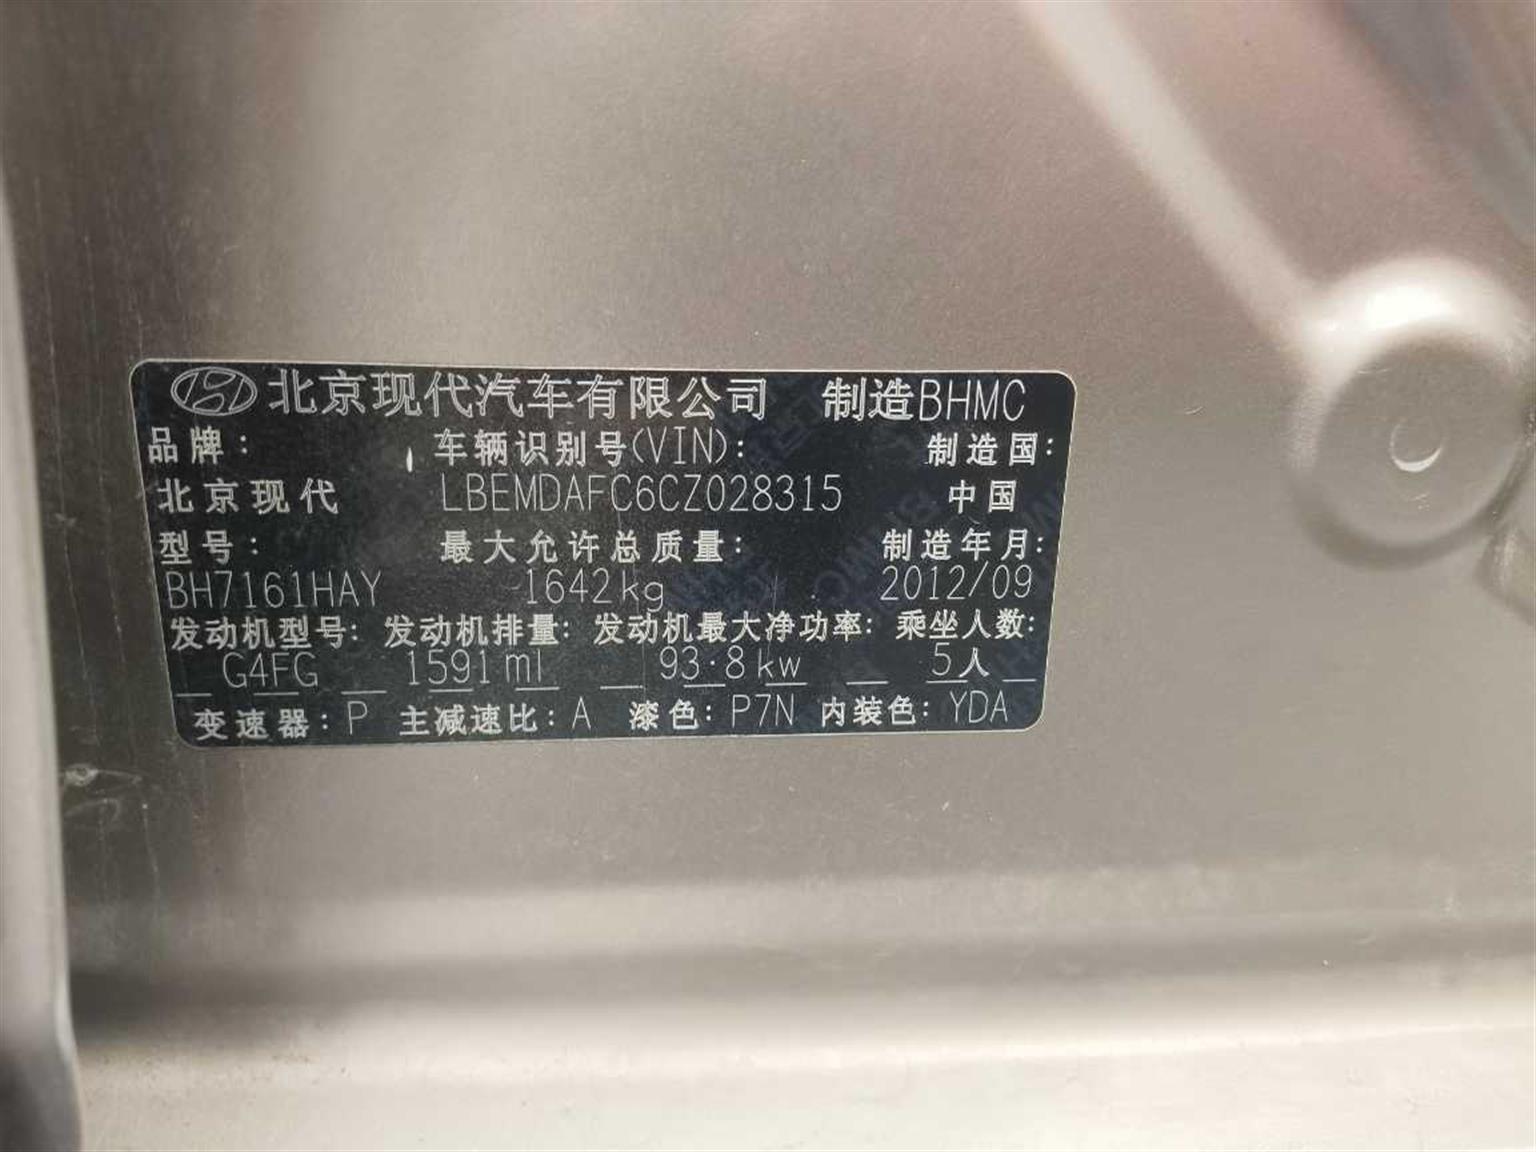 北京现代汽车有限公司 制造BHMC
品牌: 车辆识别号(VIN): 制造国:
北京现代 LBEMDAFC6CZ028315 中国
型号: 最大允许总质量: 制造年月:
BH7161HAY 1642kg 2012/09
发动机型号: 发动机排量: 发动机最大净功率: 乘坐人数:
G4FG 1591ml 93.8kw 5人
变速器: P 主减速比: A 漆色: P7N 内装色: YDA